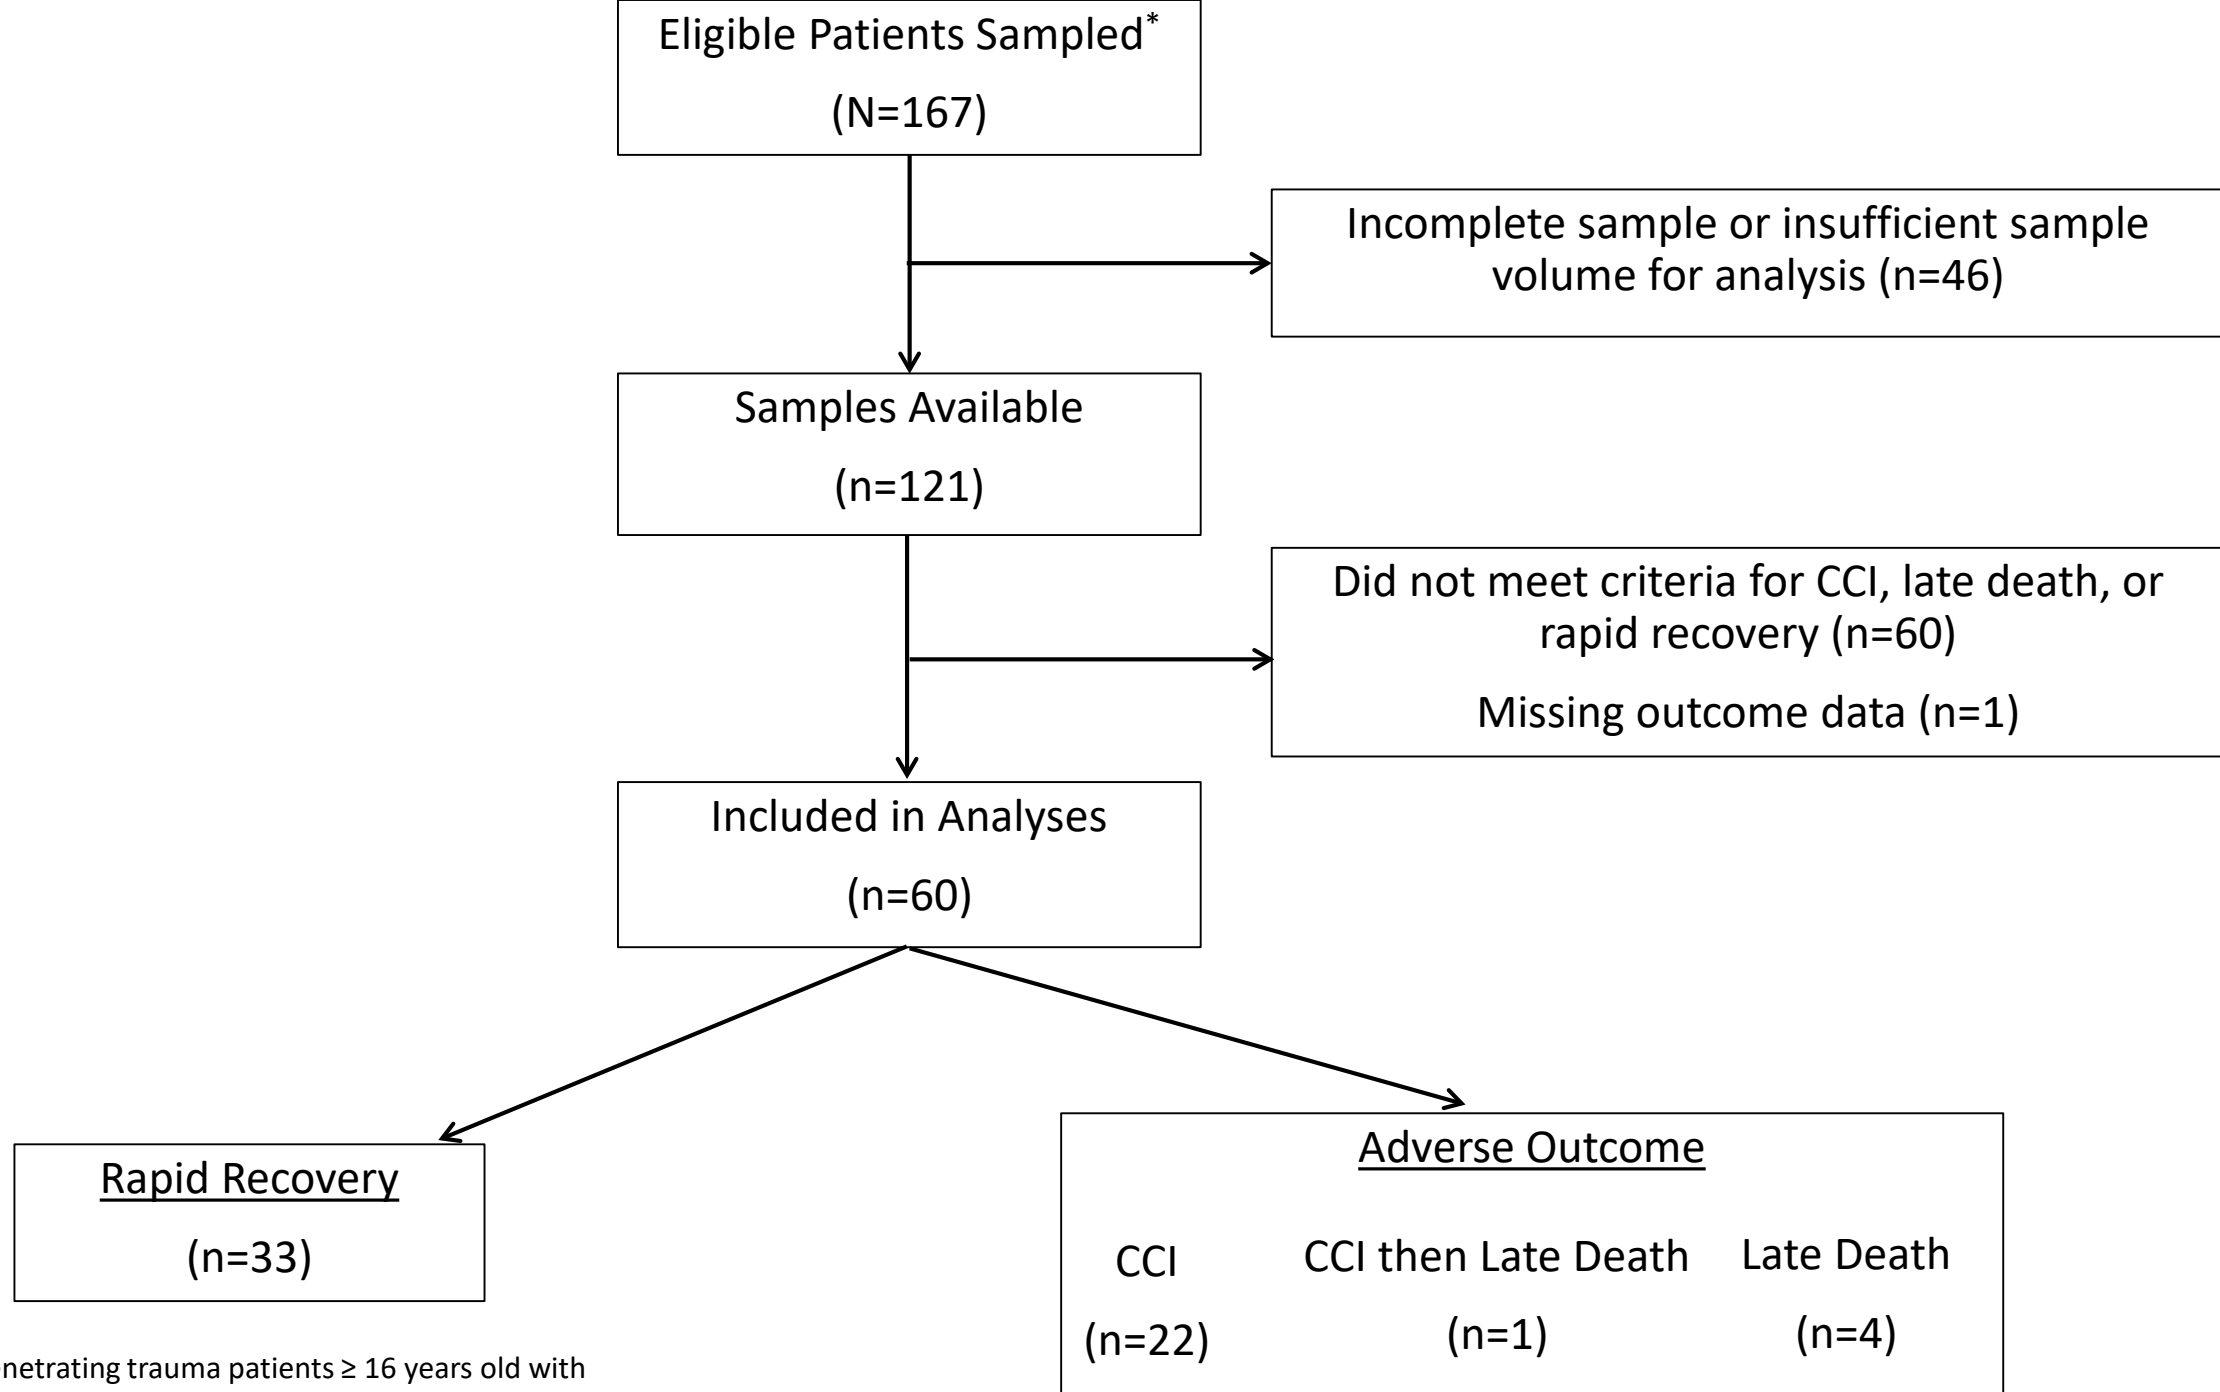 Eligible Patients Sampled*
(N=167)
Incomplete sample or insufficient sample
volume for analysis (n=46)
Samples Available
(n=121)
Did not meet criteria for CCI, late death, or
rapid recovery (n=60)
Missing outcome data (n=1)
Included in Analyses
(n=60)
Rapid Recovery
(n=33)
Adverse Outcome
CCI
(n=22)
CCI then Late Death
(n=1)
Late Death
(n=4)
trauma patients ≥ 16 years old with